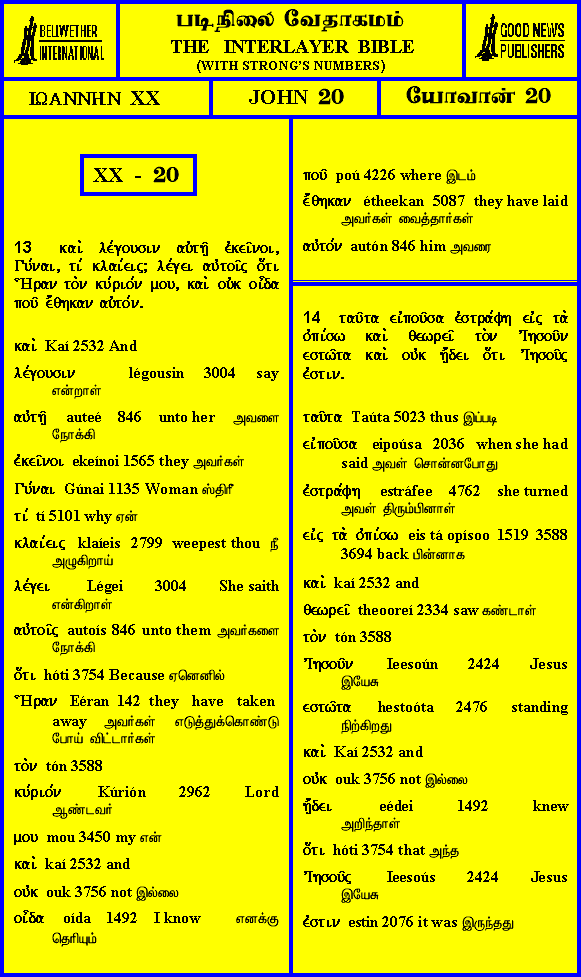 BELLWETHER
INTERNATIONAL
படிநிலை வேதாகமம்
THE INTERLAYER BIBLE
(WITH STRONG'S NUMBERS)
GOOD NEWS
PUBLISHERS
ΙΩΑΝΝΗΝ XX
JOHN 20
யோவான் 20
XX - 20
13 καὶ λέγουσιν αὐτῇ ἐκεῖνοι,
Γύναι, τί κλαίεις; λέγει αὐτοῖς ὅτι
Ἦραν τὸν κύριόν μου, καὶ οὐκ οἶδα
ποῦ ἔθηκαν αὐτόν.
καὶ Kaí 2532 And
λέγουσιν légousin 3004 say
என்றாள்
αὐτῇ auteé 846 unto her அவளை
நோக்கி
ἐκεῖνοι ekeínoi 1565 they அவர்கள்
Γύναι Gúnai 1135 Woman ஸ்திரீ
τί tí 5101 why ஏன்
κλαίεις klaíeis 2799 weepest thou நீ
அழுகிறாய்
λέγει Légei 3004 She saith
என்கிறாள்
αὐτοῖς autoís 846 unto them அவர்களை
நோக்கி
ὅτι hóti 3754 Because ஏனெனில்
Ἦραν Eéran 142 they have taken
away அவர்கள் எடுத்துக்கொண்டு
போய் விட்டார்கள்
τὸν tón 3588
κύριόν Kúrión 2962 Lord
ஆண்டவர்
μου mou 3450 my என்
καὶ kaí 2532 and
οὐκ ouk 3756 not இல்லை
οἶδα oída 1492 I know எனக்கு
தெரியும்
ποῦ poú 4226 where இடம்
ἔθηκαν étheekan 5087 they have laid
அவர்கள் வைத்தார்கள்
αὐτόν autón 846 him அவரை
14 ταῦτα εἰποῦσα ἐστράφη εἰς τὰ
ὀπίσω καὶ θεωρεῖ τὸν Ἰησοῦν
εστῶτα καὶ οὐκ ᾔδει ὅτι Ἰησοῦς
ἐστιν.
ταῦτα Taúta 5023 thus இப்படி
εἰποῦσα eipoúsa 2036 when she had
said அவள் சொன்னபோது
ἐστράφη estráfee 4762 she turned
அவள் திரும்பினாள்
εἰς τὰ ὀπίσω eis tá opísoo 1519 3588
3694 back பின்னாக
καὶ kaí 2532 and
θεωρεῖ theooreí 2334 saw கண்டாள்
τὸν tón 3588
Ἰησοῦν Ieesoún 2424 Jesus
இயேசு
εστῶτα hestoóta 2476 standing
நிற்கிறது
καὶ Kaí 2532 and
οὐκ ouk 3756 not இல்லை
ᾔδει eédei 1492 knew
அறிந்தாள்
ὅτι hóti 3754 that அந்த
Ἰησοῦς Ieesoús 2424 Jesus
இயேசு
ἐστιν estin 2076 it was இருந்தது